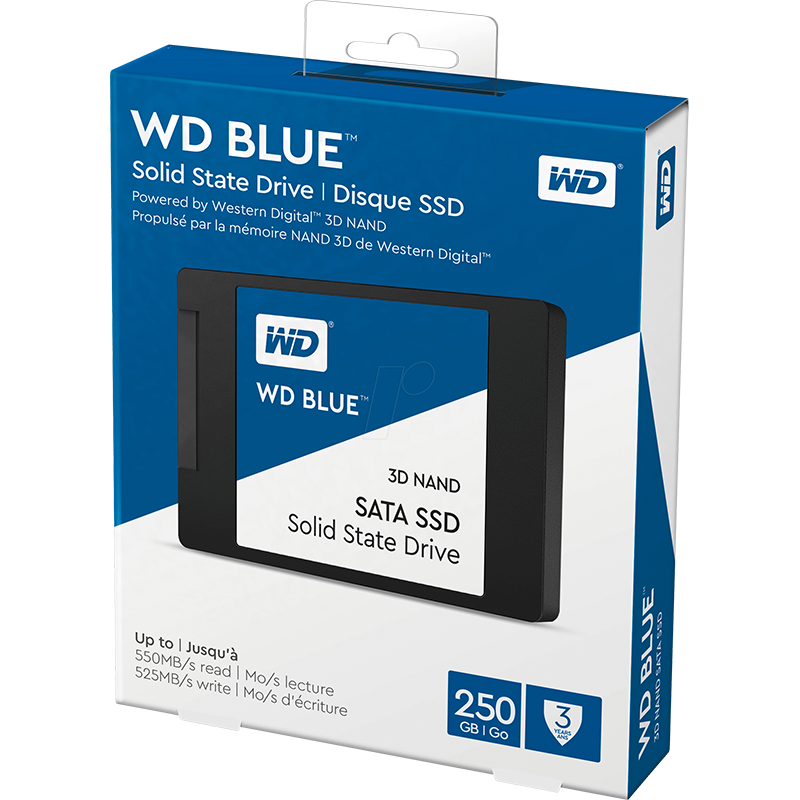 WD BLUE™
Solid State Drive | Disque SSD
Powered by Western Digital™ 3D NAND
Propulsé par la mémoire NAND 3D de Western Digital™
WD®
WD
WD®
WD BLUE™
3D NAND
SATA SSD
Solid State Drive
Up to | Jusqu'à
550MB/s read | Mo/s lecture
525MB/s write | Mo/s d'écriture
250
GB | Go
3
YEARS
ANS
WD BLUE™
3D NAND SATA SSD
r